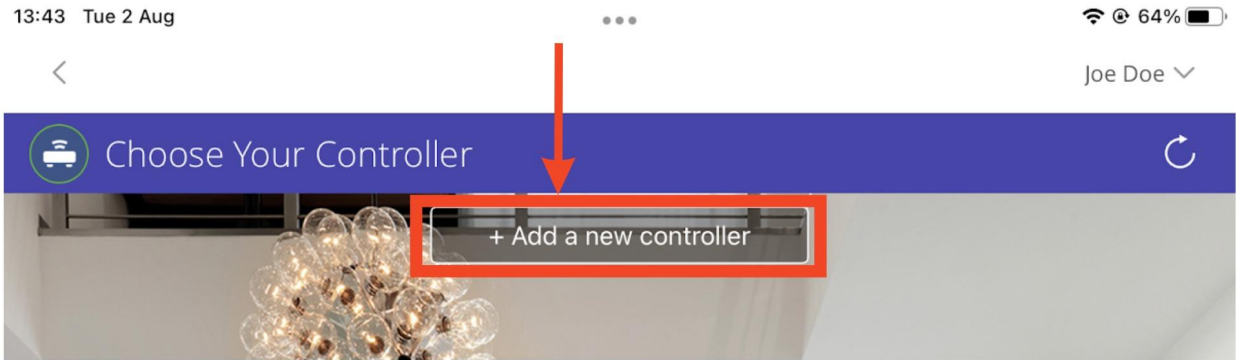 13:43 Tue 2 Aug 64%
Joe Doe
Choose Your Controller
+ Add a new controller